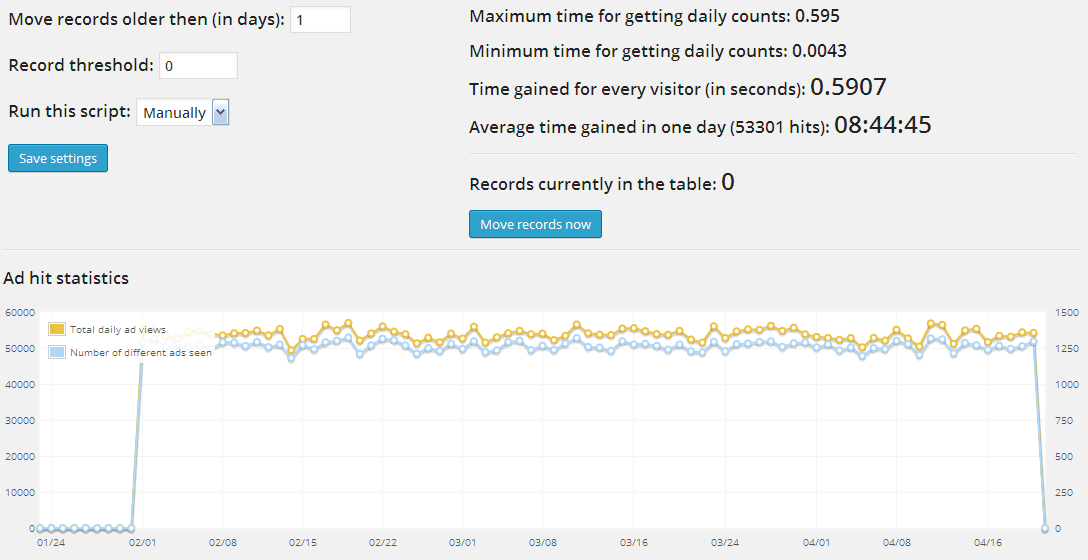 Move records older then (in days): 1
Record threshold: 0
Run this script: Manually
Save settings
Maximum time for getting daily counts: 0.595
Minimum time for getting daily counts: 0.0043
Time gained for every visitor (in seconds): 0.5907
Average time gained in one day (53301 hits): 08:44:45
Records currently in the table: 0
Move records now
Ad hit statistics
Total daily ad views
Number of different ads seen
60000
50000
40000
30000
20000
10000
0
1500
1250
1000
750
500
250
0
01/24 02/01 02/08 02/15 02/22 03/01 03/08 03/16 03/24 04/01 04/08 04/16